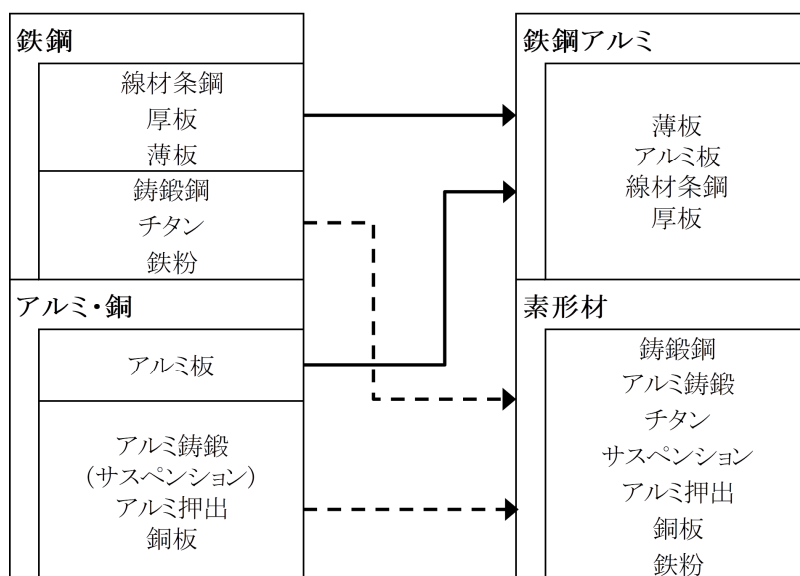 鉄鋼
線材条鋼
厚板
薄板
鋳鍛鋼
チタン
鉄粉
アルミ・銅
アルミ板
アルミ鋳鍛
(サスペンション)
アルミ押出
銅板
鉄鋼アルミ
薄板
アルミ板
線材条鋼
厚板
素形材
鋳鍛鋼
アルミ鋳鍛
チタン
サスペンション
アルミ押出
銅板
鉄粉